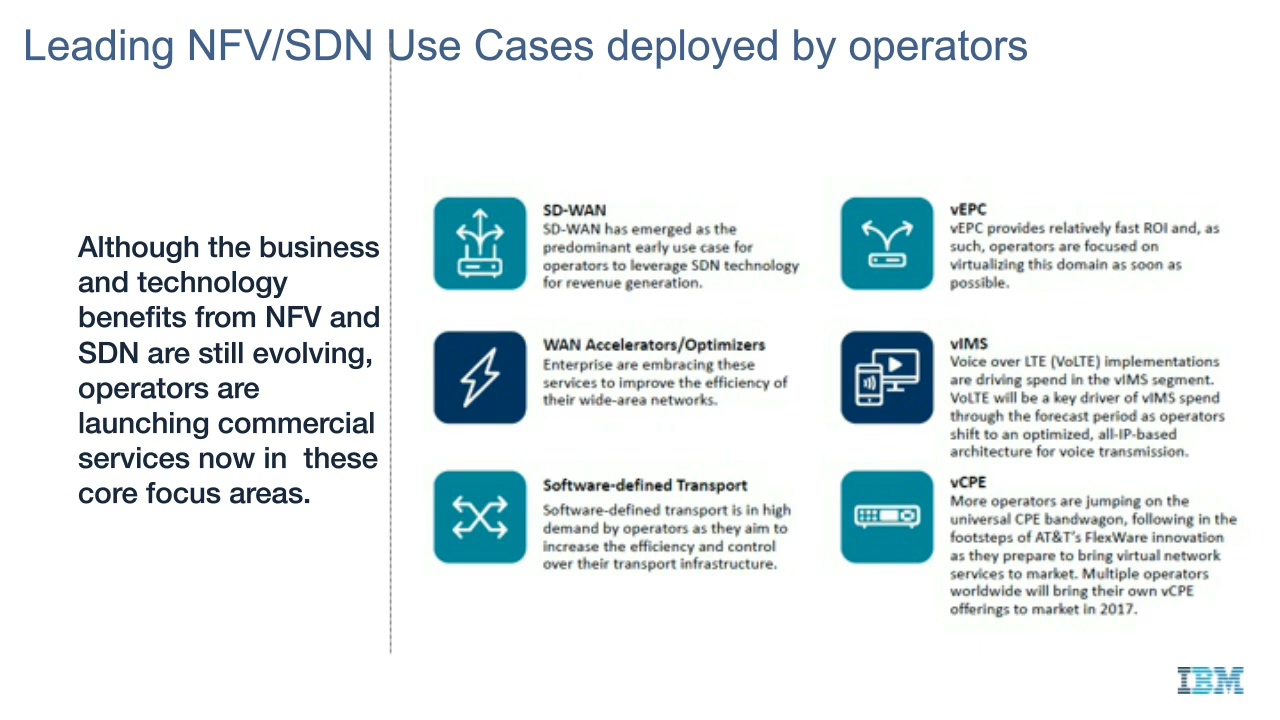 Leading NFV/SDN Use Cases deployed by operators
Although the business
and technology
benefits from NFV and
SDN are still evolving,
operators are
launching commercial
services now in  these
core focus areas.
SD-WAN
SD-WAN has emerged as the
predominant early use case for
operators to leverage SDN technology
for revenue generation.
WAN Accelerators/Optimizers
Enterprise are embracing these
services to improve the efficiency of
their wide-area networks.
Software-defined Transport
Software-defined transport is in high
demand by operators as they aim to
increase the efficiency and control
over their transport infrastructure.
vEPC
vEPC provides relatively fast ROI and, as
such, operators are focused on
virtualizing this domain as soon as
possible.
vIMS
Voice over LTE (VoLTE) implementations
are driving spend in the vIMS segment.
VoLTE will be a key driver of vIMS spend
through the forecast period as operators
shift to an optimized, all-IP-based
architecture for voice transmission.
vCPE
More operators are jumping on the
universal CPE bandwagon, following in the
footsteps of AT&T's FlexWare innovation
as they prepare to bring virtual network
services to market. Multiple operators
worldwide will bring their own vCPE
offerings to market in 2017.
IBM